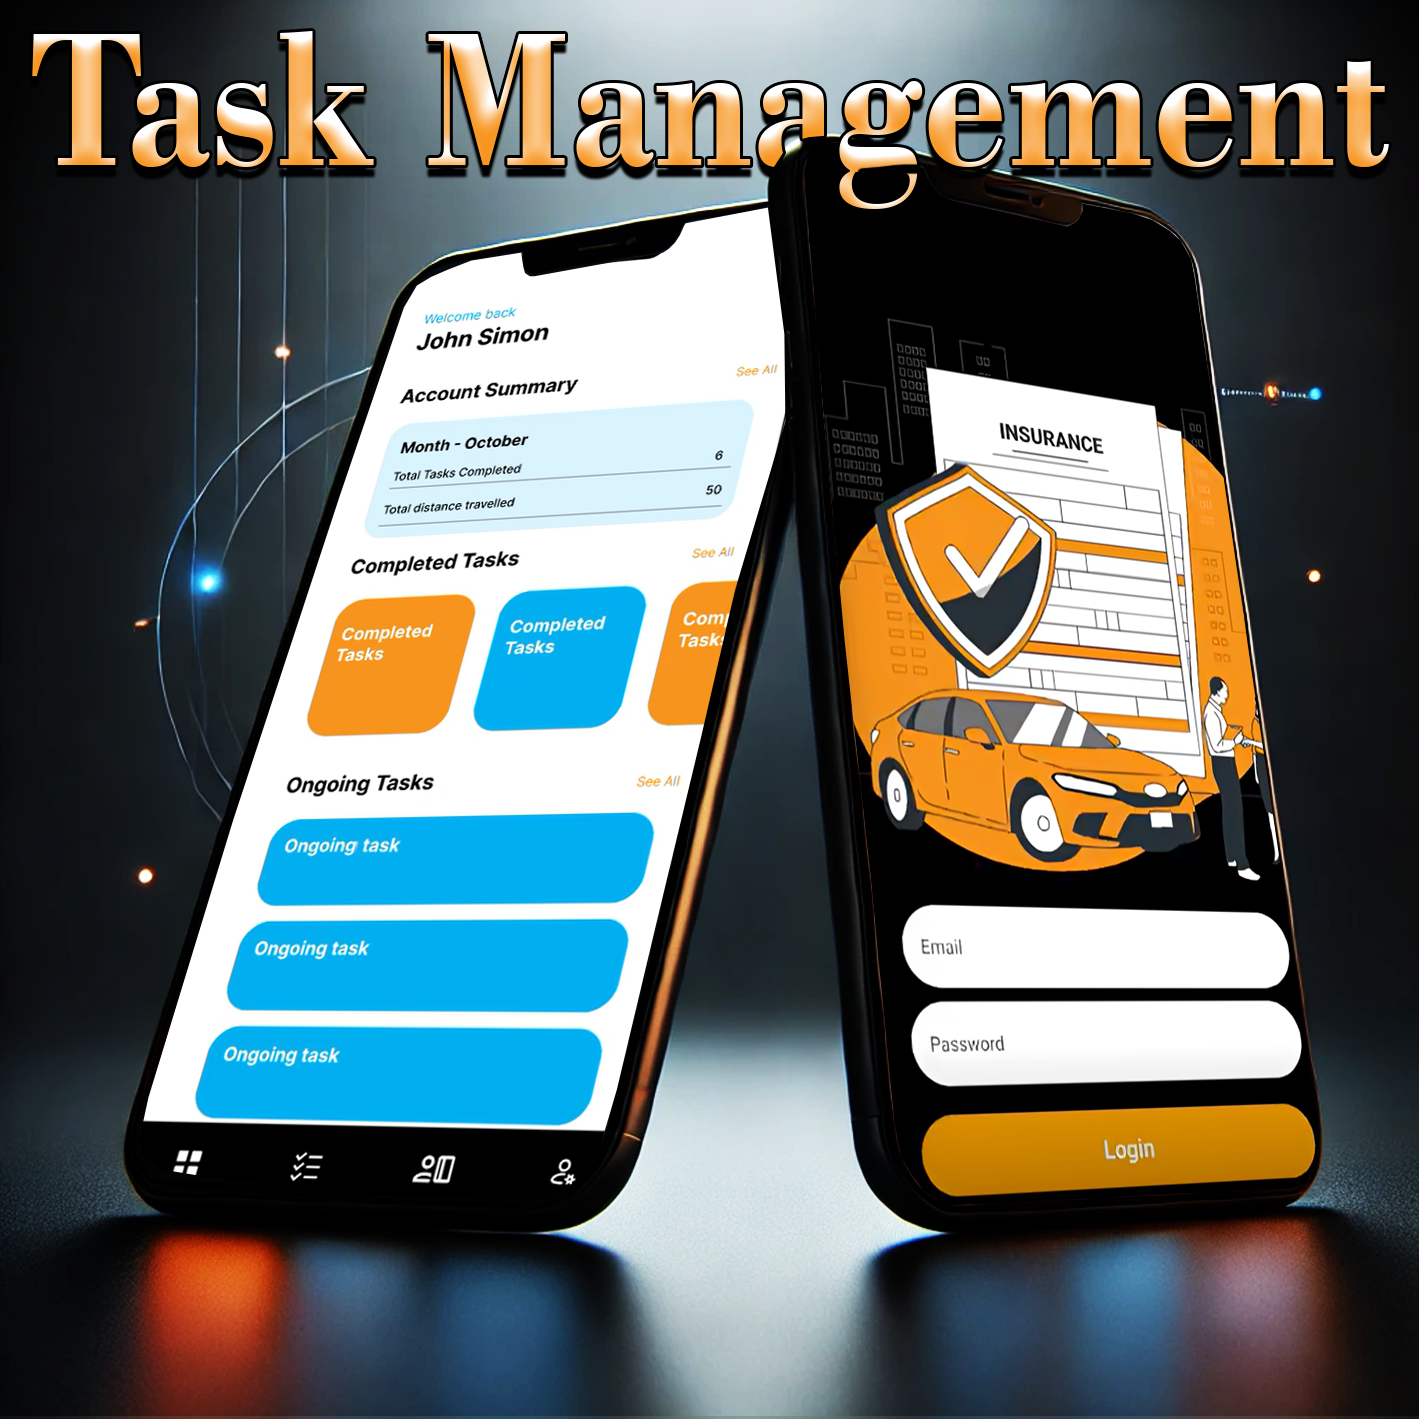 Task Management
Welcome back
John Simon
Account Summary
See All
Month - October
Total Tasks Completed 6
Total distance travelled 50
Completed Tasks
See All
Completed
Tasks
Completed
Tasks
Comp
Tasks
Ongoing Tasks
See All
Ongoing task
Ongoing task
Ongoing task
INSURANCE
Email
Password
Login